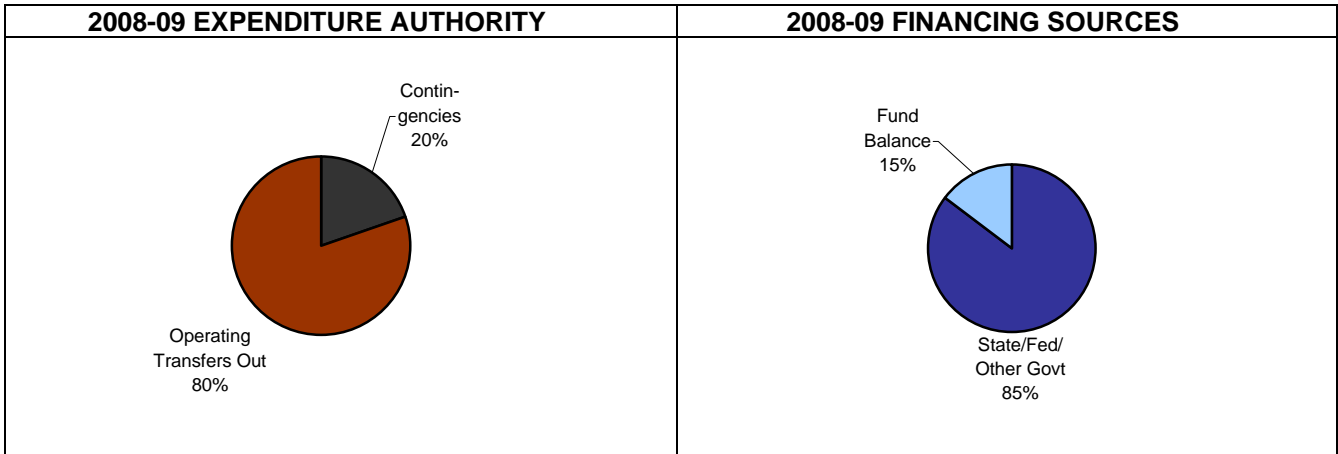 2008-09 EXPENDITURE AUTHORITY
Contin-
gencies
20%
Operating
Transfers Out
80%
2008-09 FINANCING SOURCES
Fund
Balance
15%
State/Fed/
Other Govt
85%